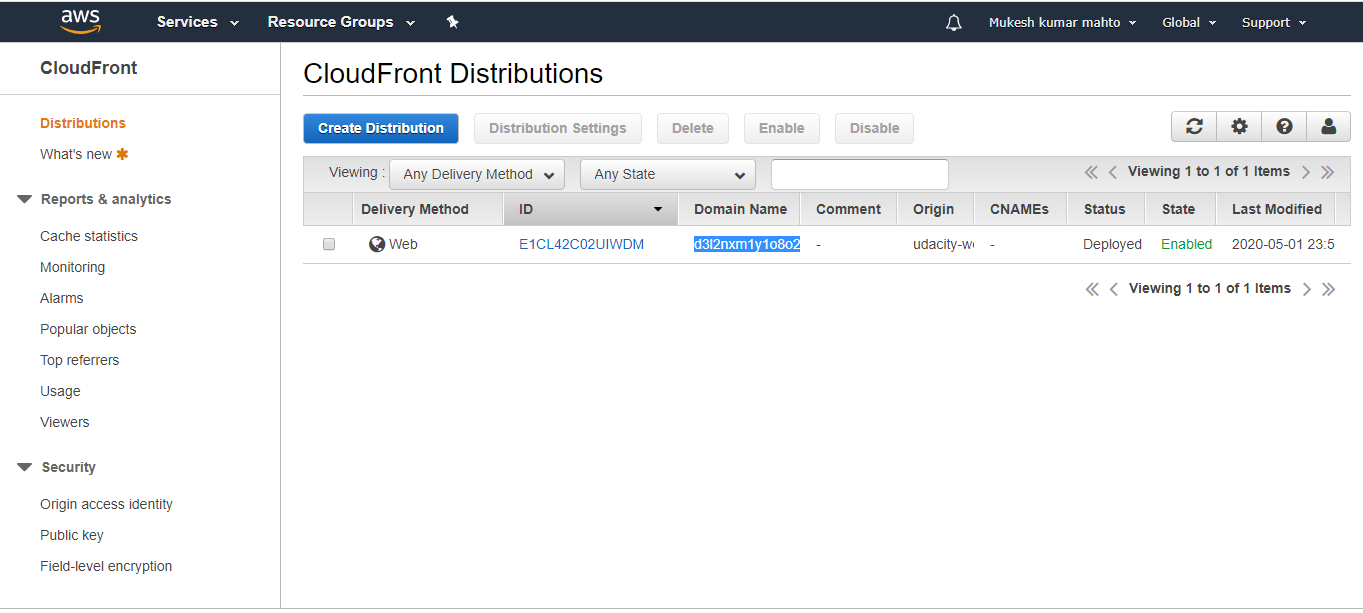 aws Services Resource Groups Mukesh kumar mahto Global Support
CloudFront
Distributions
What's new
Reports & analytics
Cache statistics
Monitoring
Alarms
Popular objects
Top referrers
Usage
Viewers
Security
Origin access identity
Public key
Field-level encryption
CloudFront Distributions
Create Distribution Distribution Settings Delete Enable Disable
Viewing : Any Delivery Method Any State Viewing 1 to 1 of 1 Items
Delivery Method ID Domain Name Comment Origin CNAMEs Status State Last Modified
Web E1CL42C02UIWDM d3l2nxm1y1o8o2 - udacity-we - Deployed Enabled 2020-05-01 23:5
Viewing 1 to 1 of 1 Items